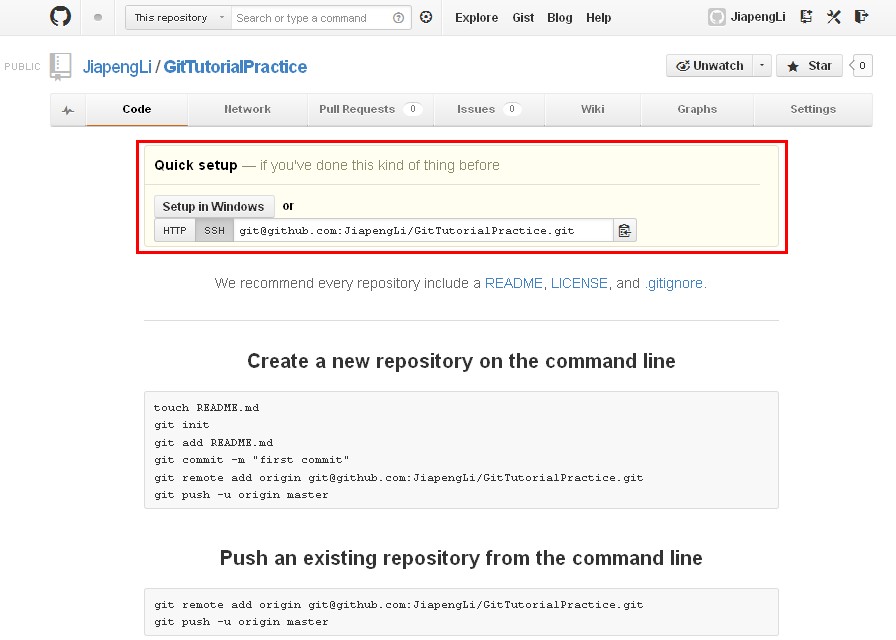 This repository Search or type a command Explore Gist Blog Help JiapengLi
PUBLIC JiapengLi / GitTutorialPractice Unwatch Star 0
Code Network Pull Requests 0 Issues 0 Wiki Graphs Settings
Quick setup — if you've done this kind of thing before
Setup in Windows or
HTTP SSH git@github.com:JiapengLi/GitTutorialPractice.git
We recommend every repository include a README, LICENSE, and .gitignore.
Create a new repository on the command line
touch README.md
git init
git add README.md
git commit -m "first commit"
git remote add origin git@github.com:JiapengLi/GitTutorialPractice.git
git push -u origin master
Push an existing repository from the command line
git remote add origin git@github.com:JiapengLi/GitTutorialPractice.git
git push -u origin master